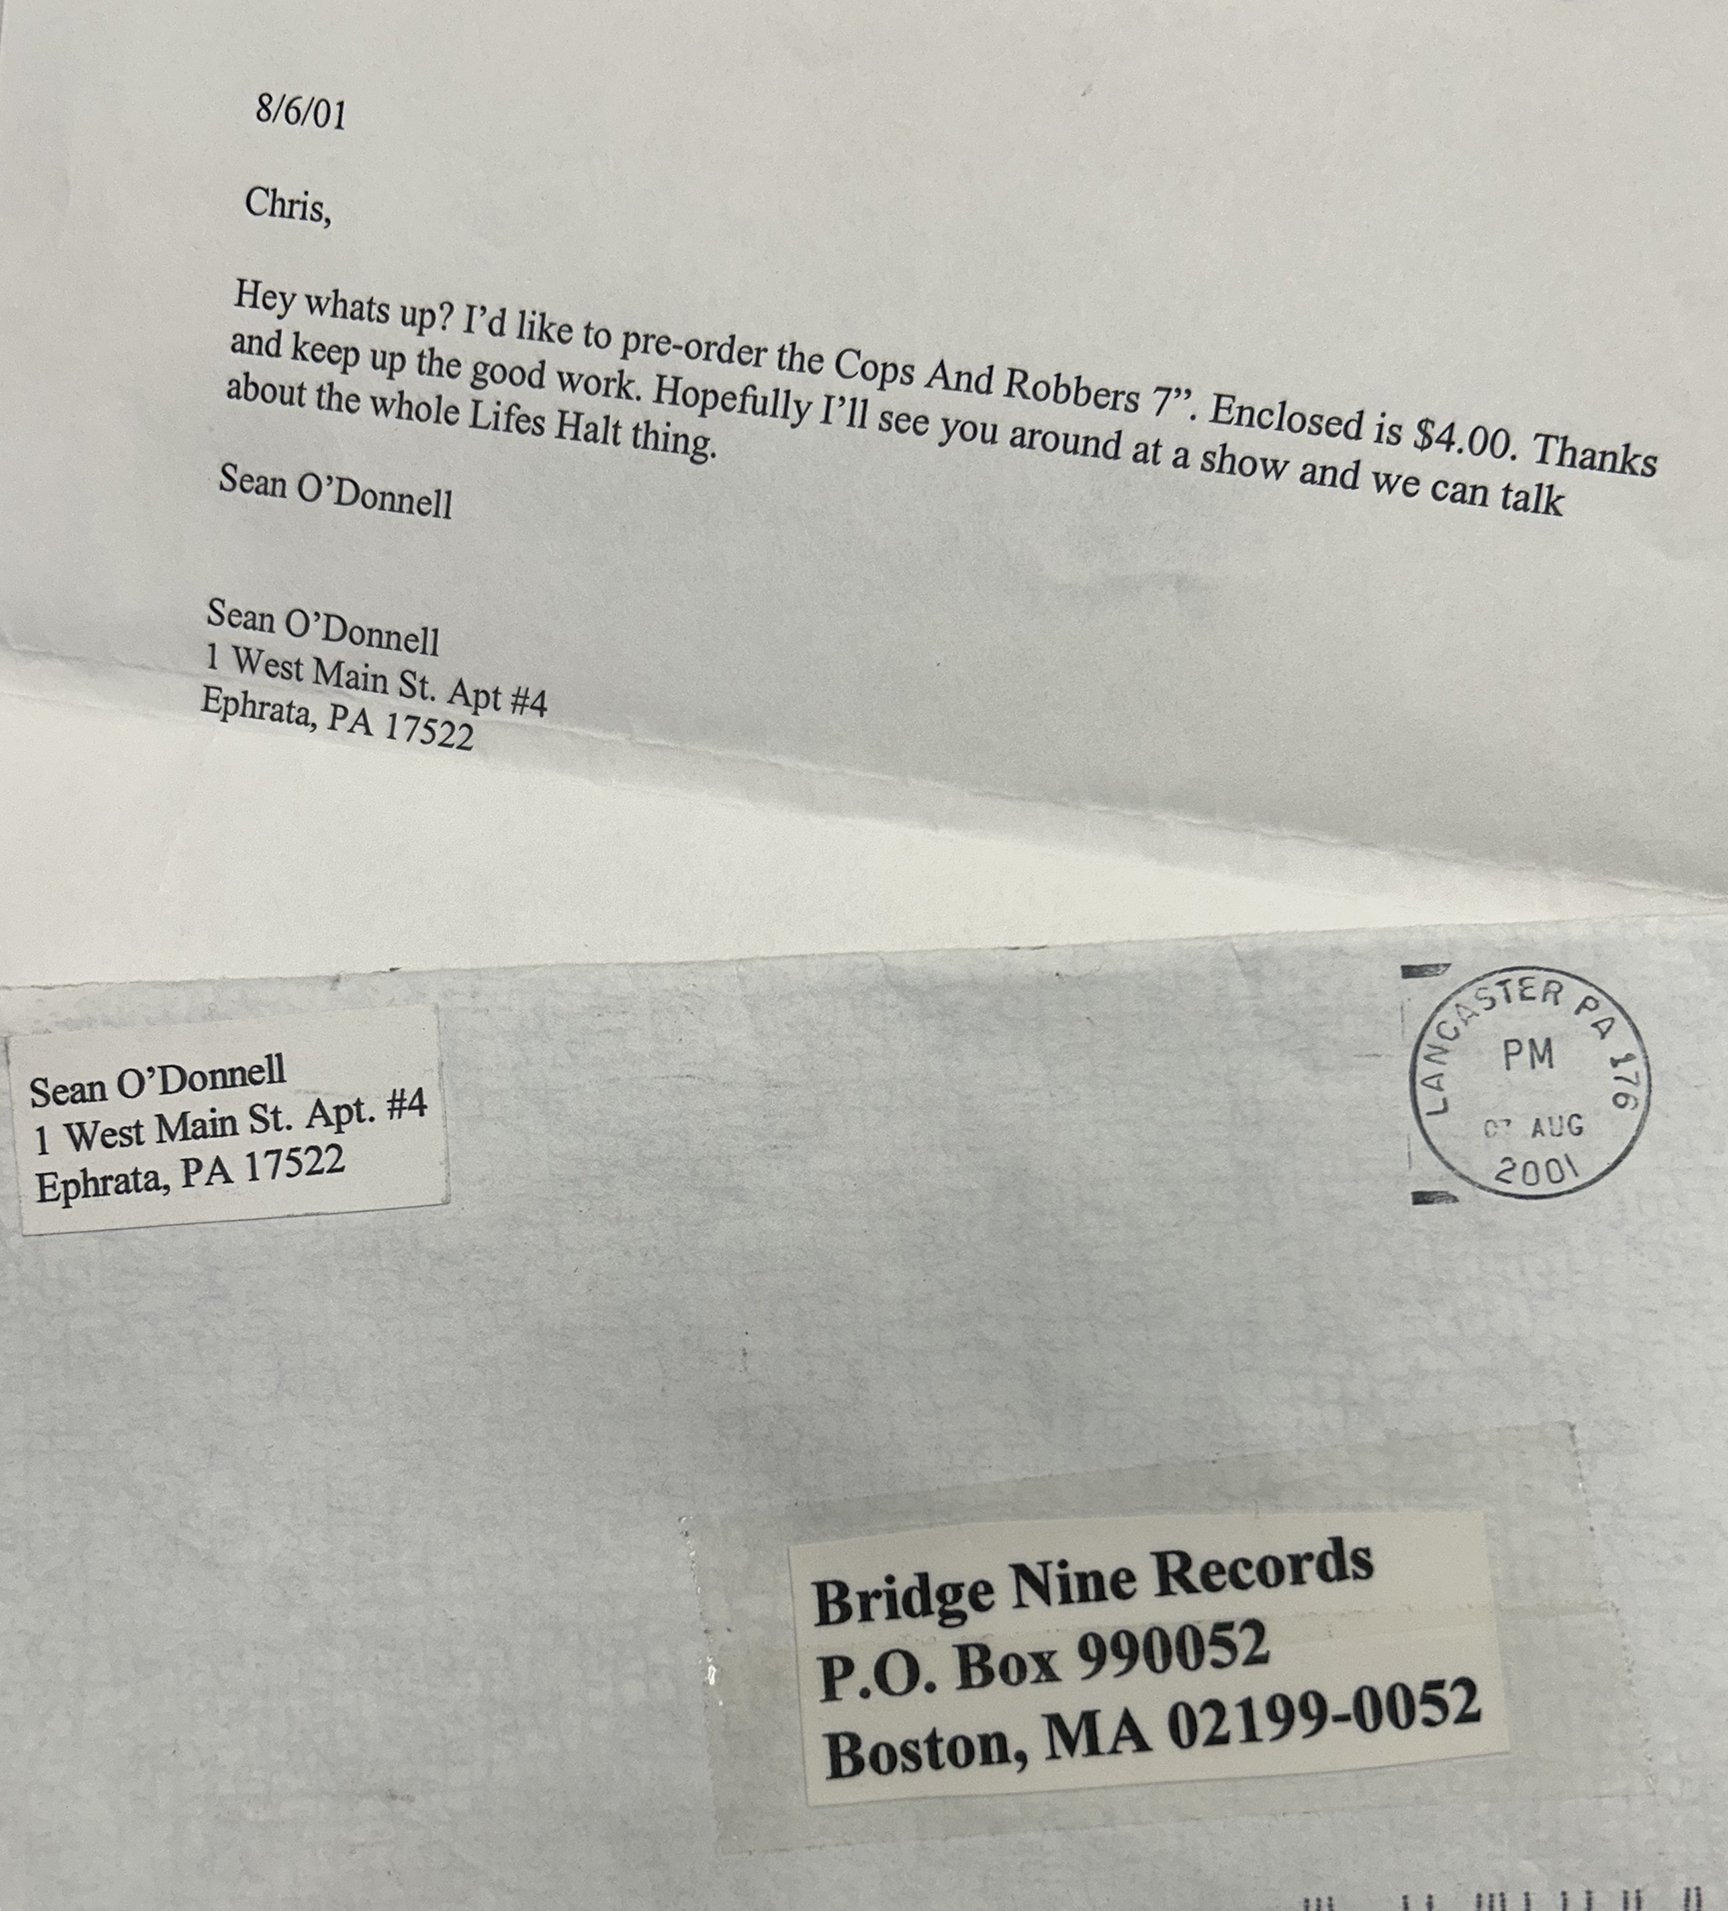 8/6/01
Chris,
Hey whats up? I’d like to pre-order the Cops And Robbers 7”. Enclosed is $4.00. Thanks
and keep up the good work. Hopefully I’ll see you around at a show and we can talk
about the whole Lifes Halt thing.
Sean O’Donnell
Sean O’Donnell
1 West Main St. Apt #4
Ephrata, PA 17522
LANCASTER PA 176
PM
07 AUG
2001
Sean O’Donnell
1 West Main St. Apt. #4
Ephrata, PA 17522
Bridge Nine Records
P.O. Box 990052
Boston, MA 02199-0052